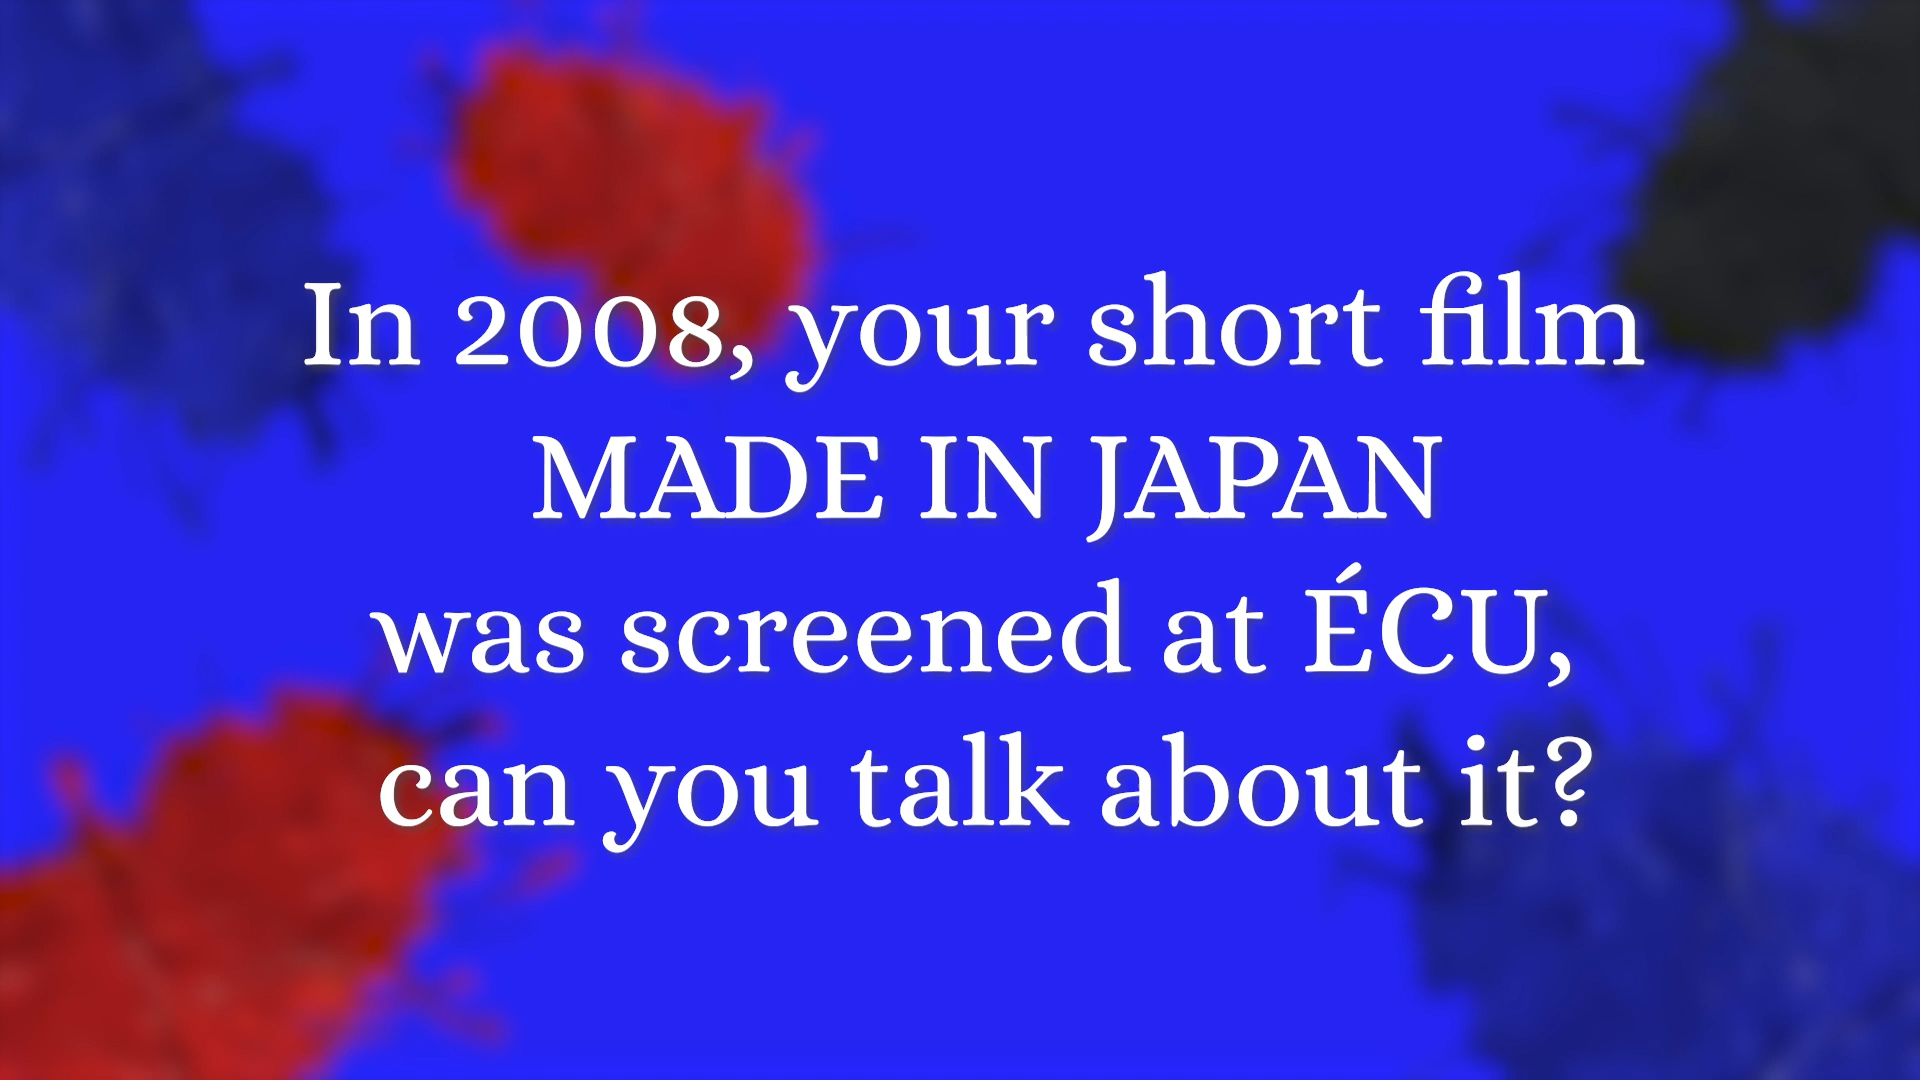 In 2008, your short film
MADE IN JAPAN
was screened at ÉCU,
can you talk about it?